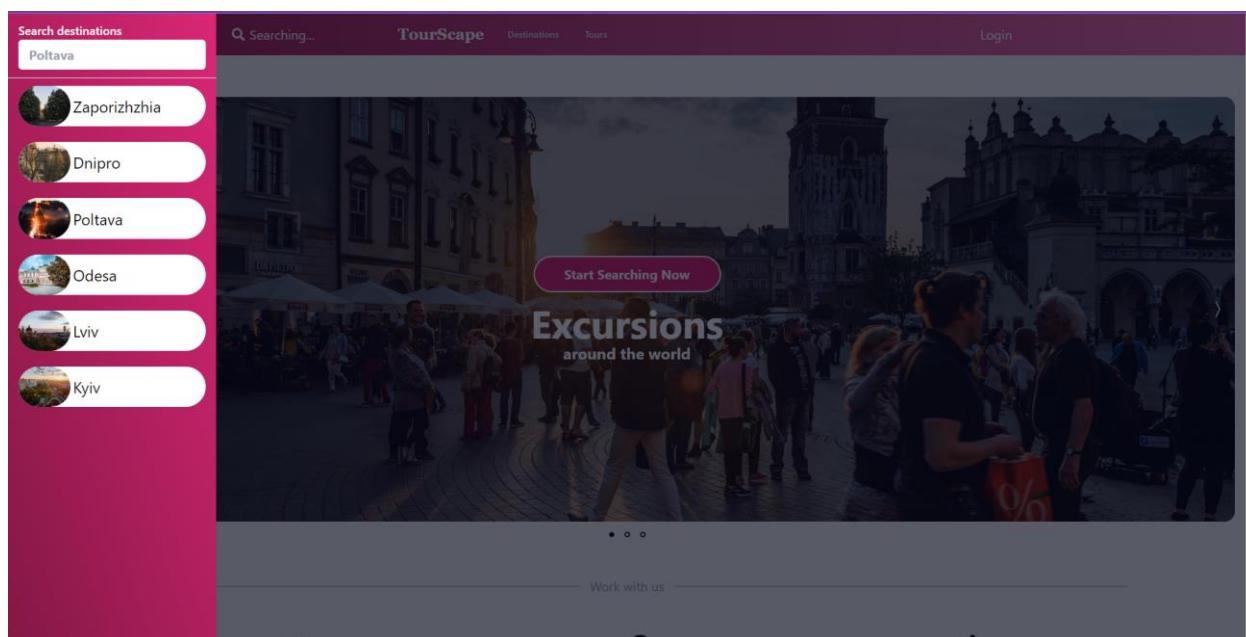 Search destinations
Poltava
Zaporizhzhia
Dnipro
Poltava
Odesa
Lviv
Kyiv
Searching... TourScape Destinations Tours Login
Start Searching Now
Excursions
around the world
%
Work with us